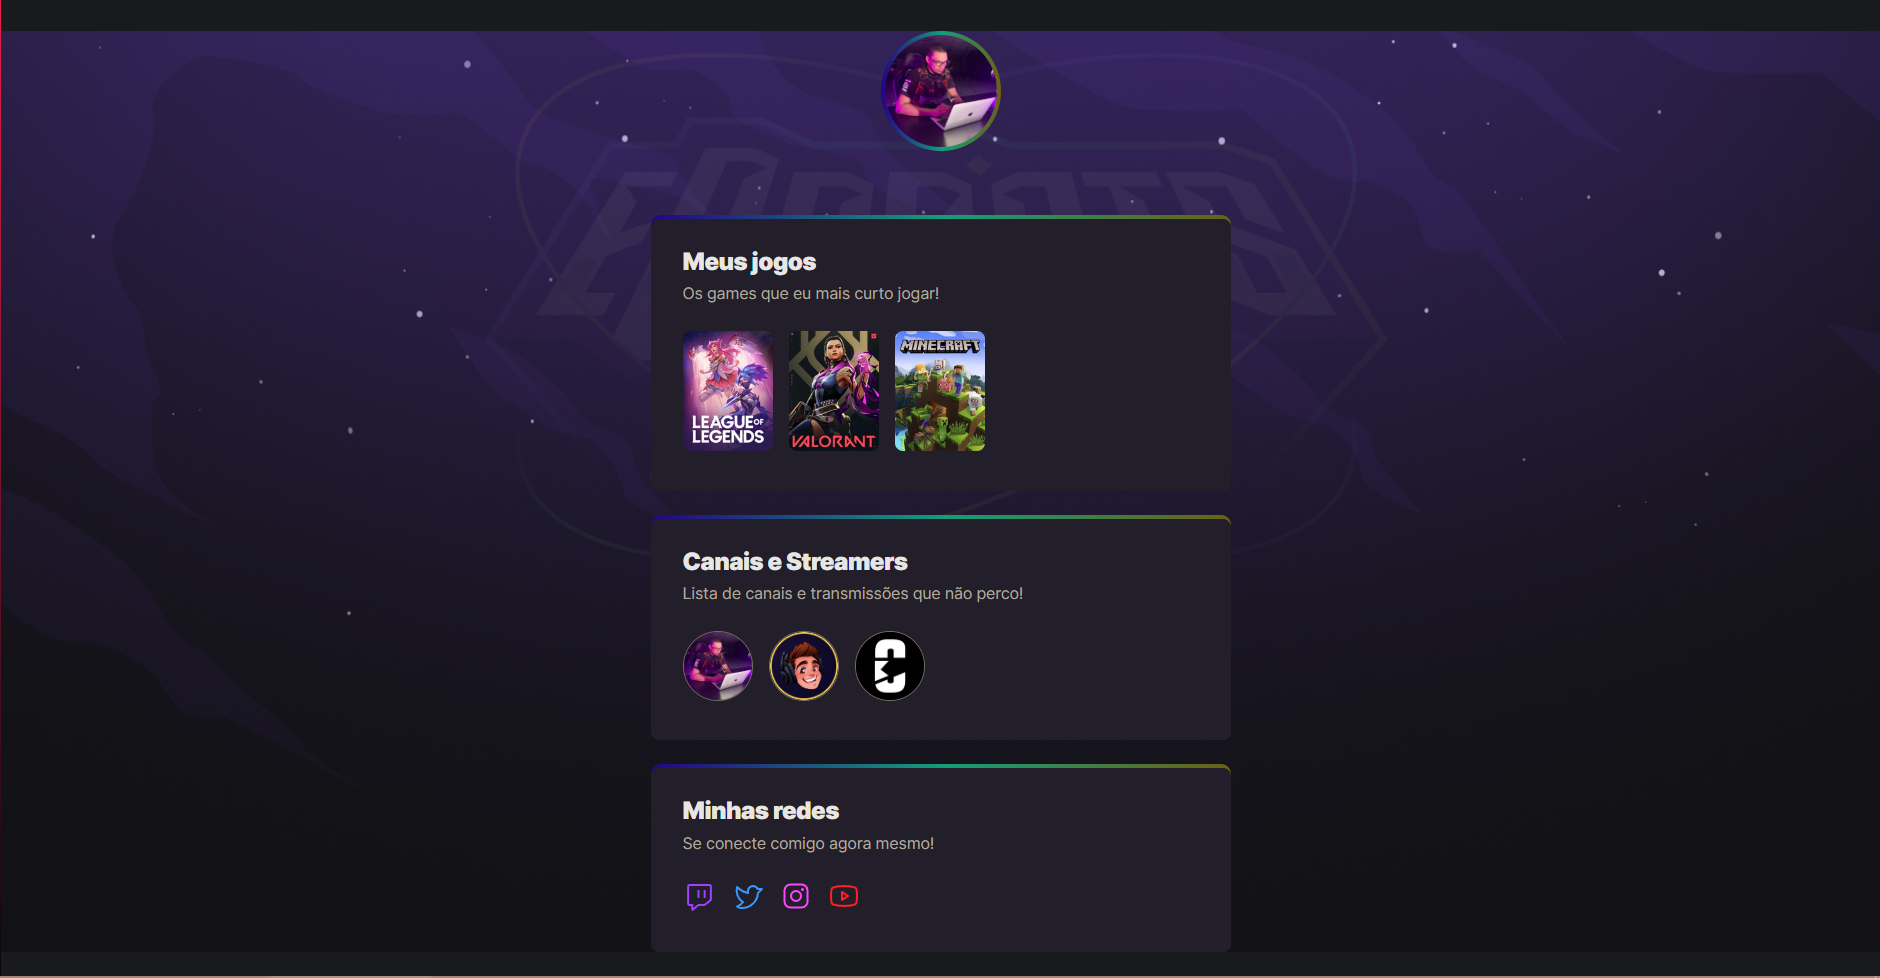 Meus jogos
Os games que eu mais curto jogar!
LEAGUE OF
LEGENDS
VALORANT
MINECRAFT
Canais e Streamers
Lista de canais e transmissões que não perco!
Minhas redes
Se conecte comigo agora mesmo!